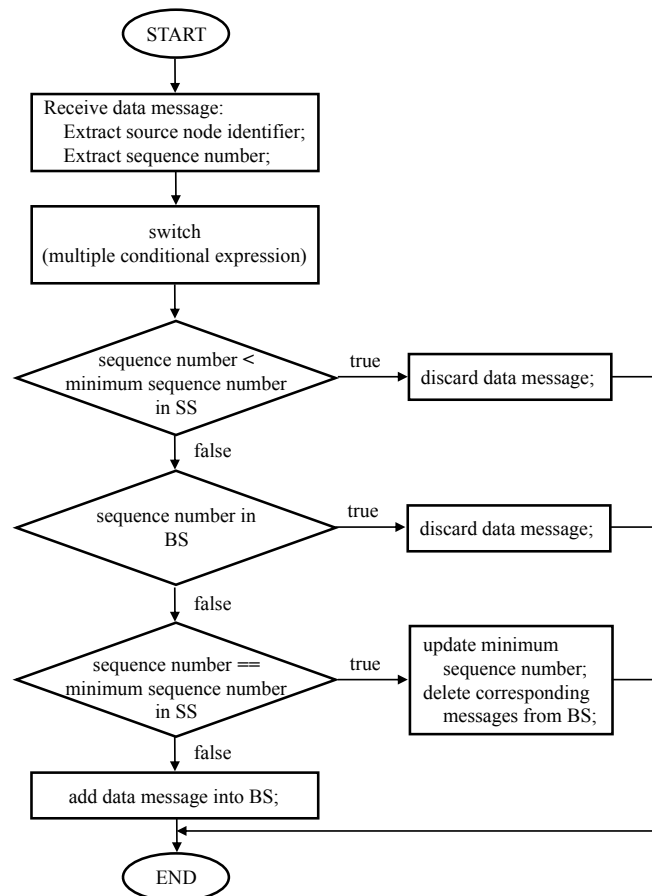 START
Receive data message:
Extract source node identifier;
Extract sequence number;
switch
(multiple conditional expression)
sequence number <
minimum sequence number
in SS
true
discard data message;
false
sequence number in
BS
true
discard data message;
false
sequence number ==
minimum sequence number
in SS
true
update minimum
sequence number;
delete corresponding
messages from BS;
false
add data message into BS;
END